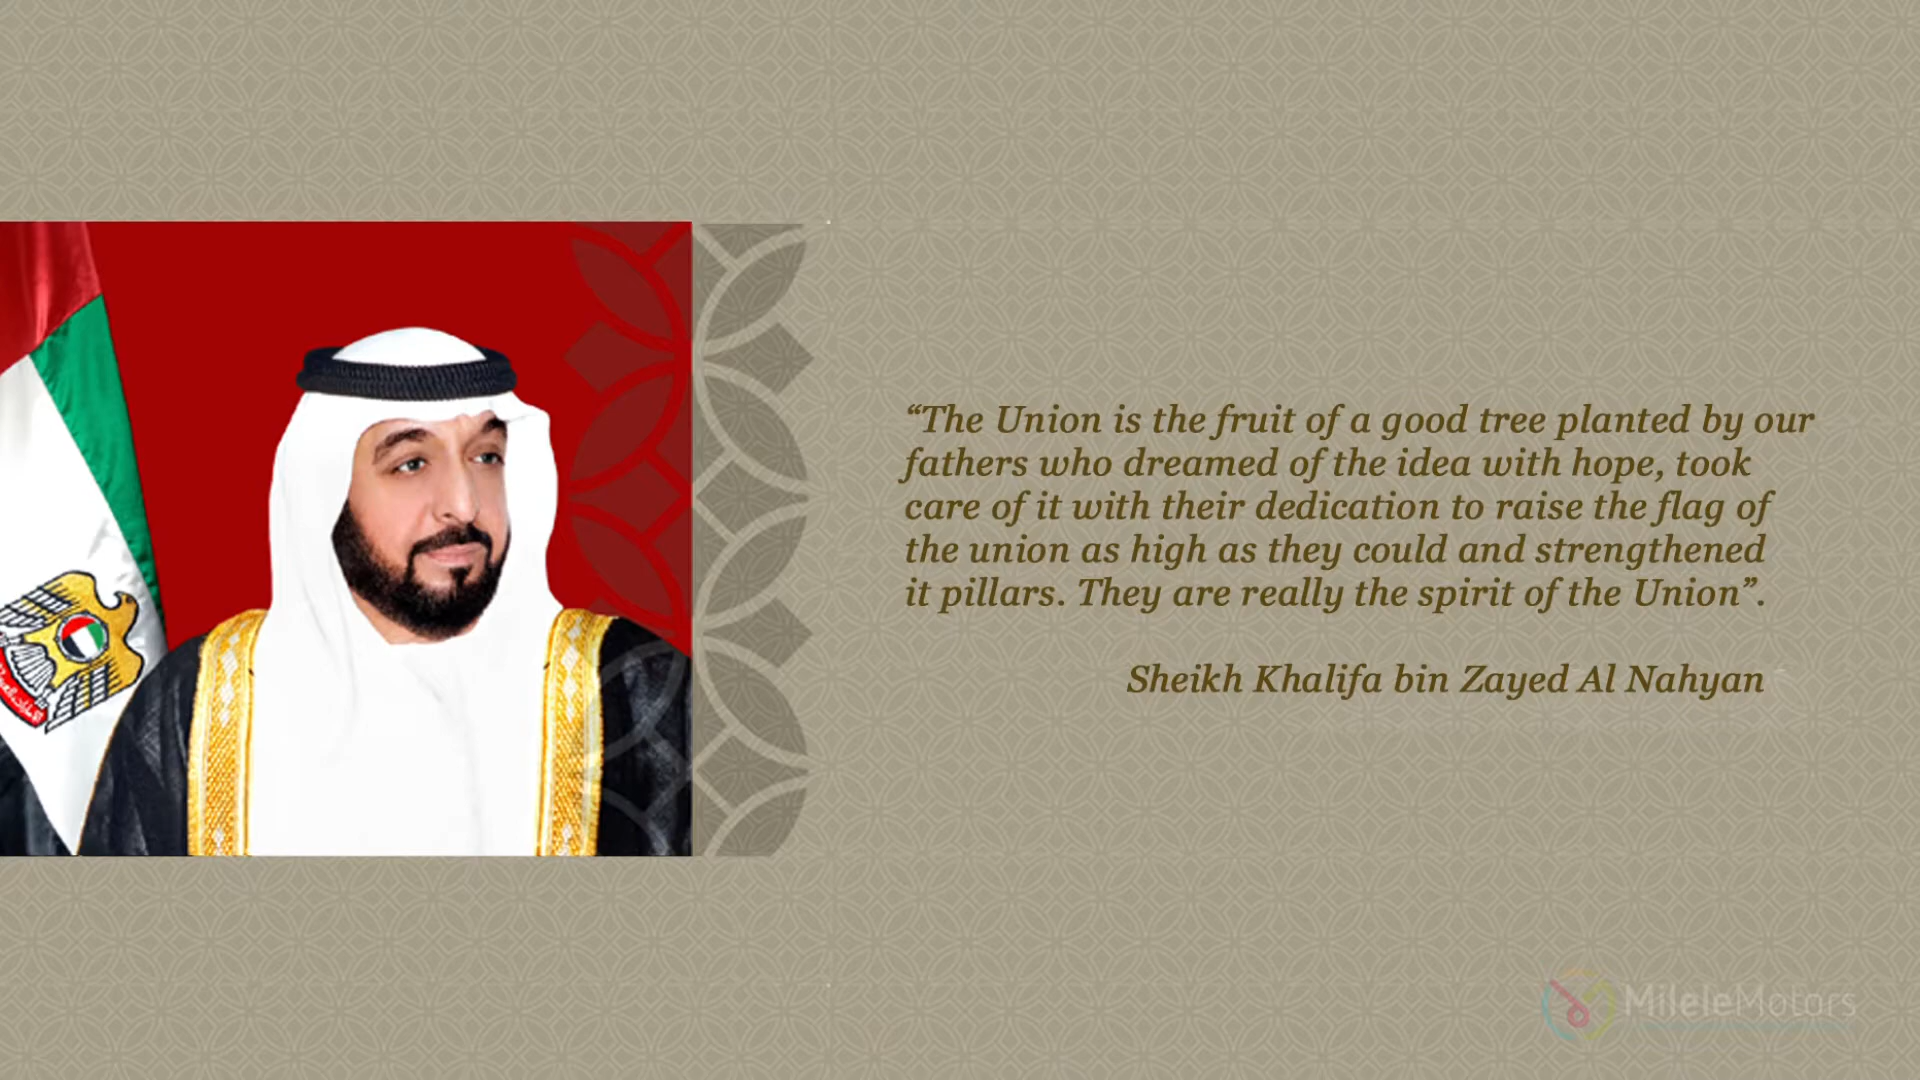 “The Union is the fruit of a good tree planted by our
fathers who dreamed of the idea with hope, took
care of it with their dedication to raise the flag of
the union as high as they could and strengthened
it pillars. They are really the spirit of the Union”.
Sheikh Khalifa bin Zayed Al Nahyan
MileleMotors